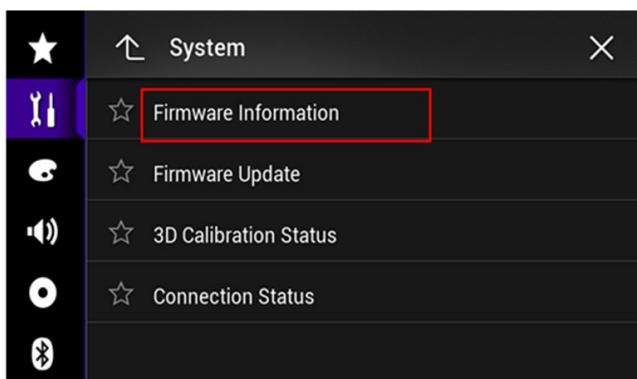 System
Firmware Information
Firmware Update
3D Calibration Status
Connection Status